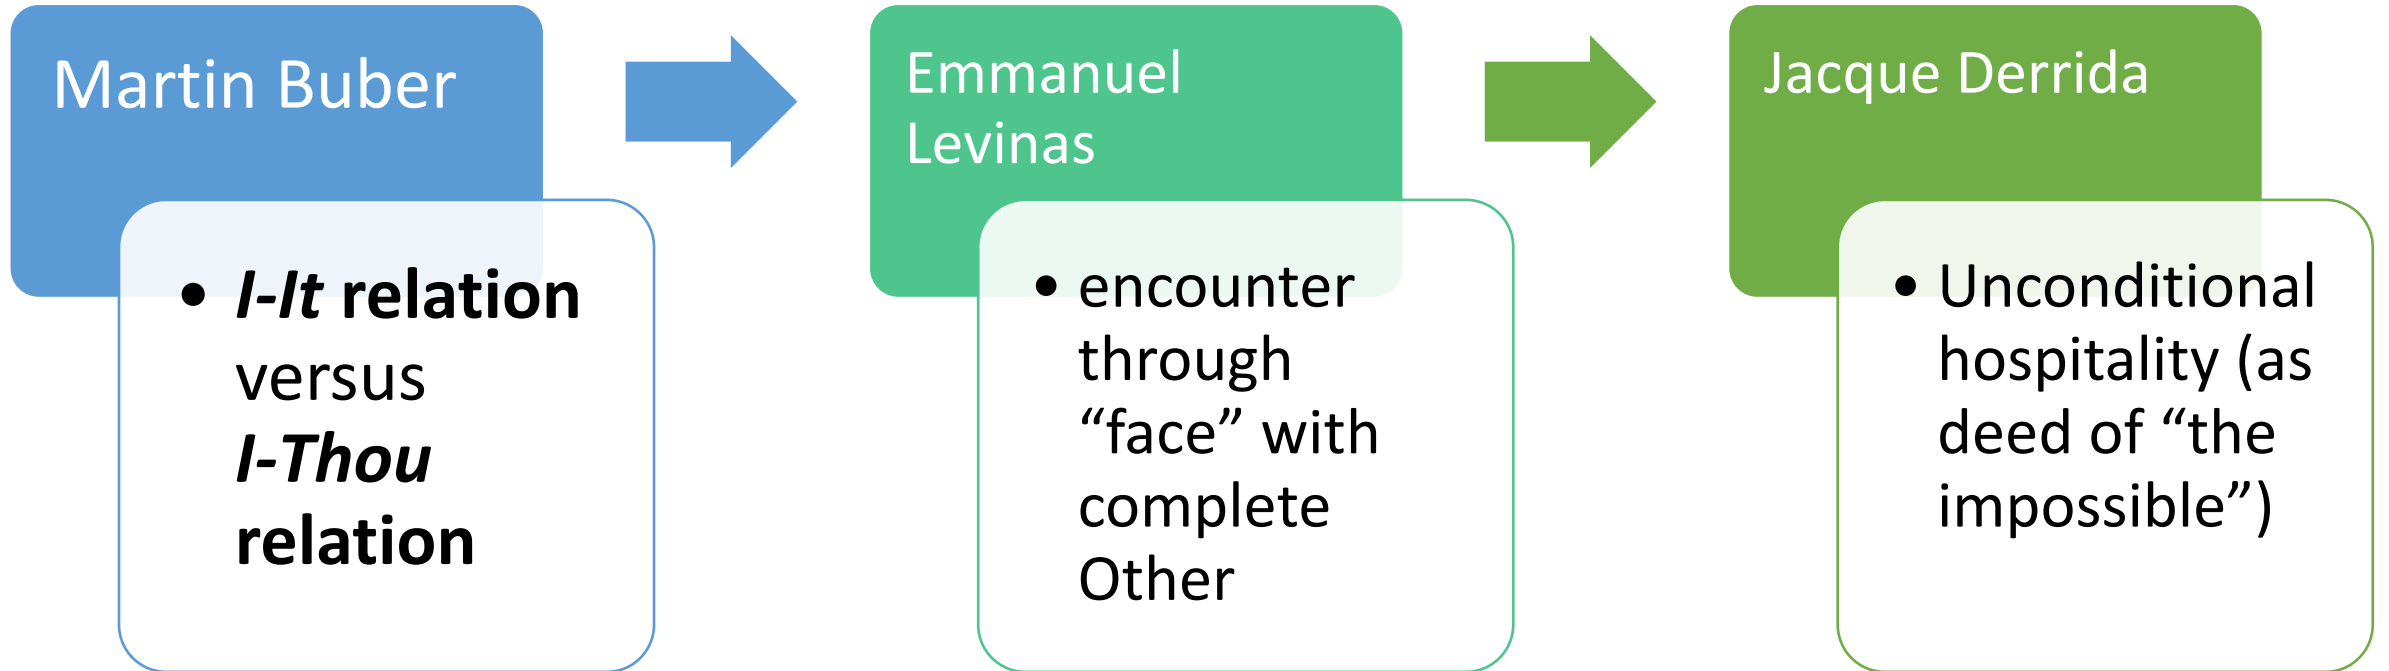 Martin Buber
• I-It relation
versus
I-Thou
relation
Emmanuel
Levinas
• encounter
through
“face” with
complete
Other
Jacque Derrida
• Unconditional
hospitality (as
deed of “the
impossible”)